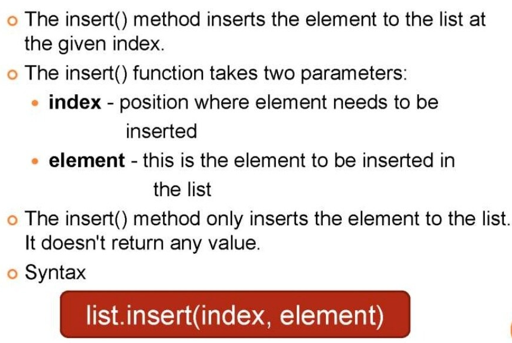 The insert() method inserts the element to the list at
the given index.
The insert() function takes two parameters:
index - position where element needs to be
inserted
element - this is the element to be inserted in
the list
The insert() method only inserts the element to the list.
It doesn't return any value.
Syntax
list.insert(index, element)